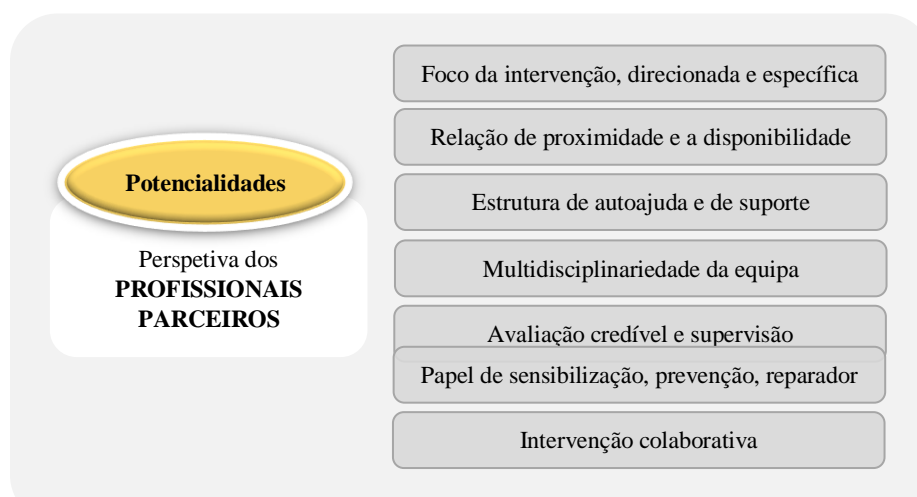 Potencialidades
Perspetiva dos
PROFISSIONAIS
PARCEIROS
Foco da intervenção, direcionada e específica
Relação de proximidade e a disponibilidade
Estrutura de autoajuda e de suporte
Multidisciplinariedade da equipa
Avaliação credível e supervisão
Papel de sensibilização, prevenção, reparador
Intervenção colaborativa